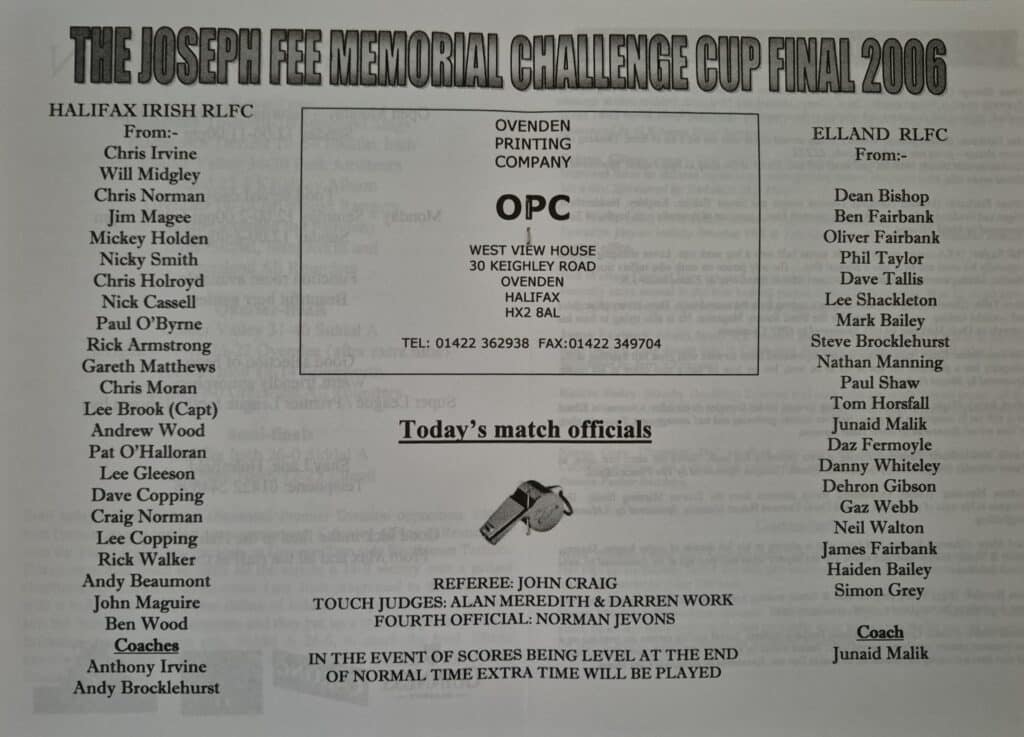 THE JOSEPH FEE MEMORIAL CHALLENGE CUP FINAL 2006
HALIFAX IRISH RLFC
From:-
Chris Irvine
Will Midgley
Chris Norman
Jim Magee
Mickey Holden
Nicky Smith
Chris Holroyd
Nick Cassell
Paul O'Byrne
Rick Armstrong
Gareth Matthews
Chris Moran
Lee Brook (Capt)
Andrew Wood
Pat O'Halloran
Lee Gleeson
Dave Copping
Craig Norman
Lee Copping
Rick Walker
Andy Beaumont
John Maguire
Ben Wood
Coaches
Anthony Irvine
Andy Brocklehurst
OVENDEN
PRINTING
COMPANY
OPC
WEST VIEW HOUSE
30 KEIGHLEY ROAD
OVENDEN
HALIFAX
HX2 8AL
TEL: 01422 362938 FAX:01422 349704
Today's match officials
REFEREE: JOHN CRAIG
TOUCH JUDGES: ALAN MEREDITH & DARREN WORK
FOURTH OFFICIAL: NORMAN JEVONS
IN THE EVENT OF SCORES BEING LEVEL AT THE END
OF NORMAL TIME EXTRA TIME WILL BE PLAYED
ELLAND RLFC
From:-
Dean Bishop
Ben Fairbank
Oliver Fairbank
Phil Taylor
Dave Tallis
Lee Shackleton
Mark Bailey
Steve Brocklehurst
Nathan Manning
Paul Shaw
Tom Horsfall
Junaid Malik
Daz Fermoyle
Danny Whiteley
Dehron Gibson
Gaz Webb
Neil Walton
James Fairbank
Haiden Bailey
Simon Grey
Coach
Junaid Malik